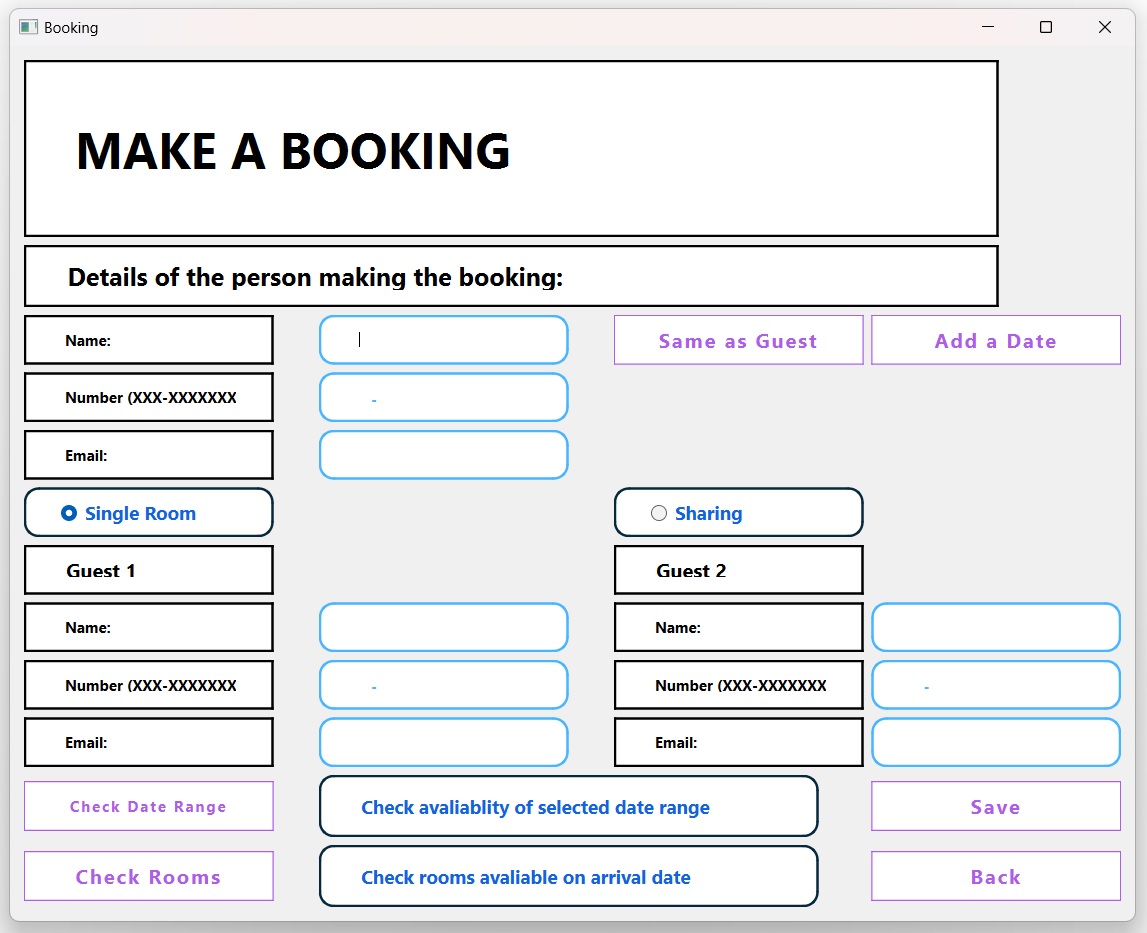 Booking
MAKE A BOOKING
Details of the person making the booking:
Name:
Same as Guest
Add a Date
Number (XXX-XXXXXXX
-
Email:
Single Room
Sharing
Guest 1
Guest 2
Name:
Name:
Number (XXX-XXXXXXX
-
Number (XXX-XXXXXXX
-
Email:
Email:
Check Date Range
Check avaliablity of selected date range
Save
Check Rooms
Check rooms avaliable on arrival date
Back